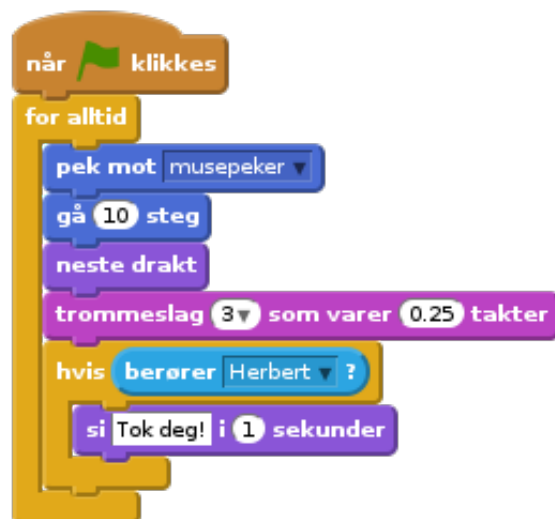 når klikkes
for alltid
pek mot musepeker
gå 10 steg
neste drakt
trommeslag 3 som varer 0.25 takter
hvis berører Herbert ?
si Tok deg! i 1 sekunder